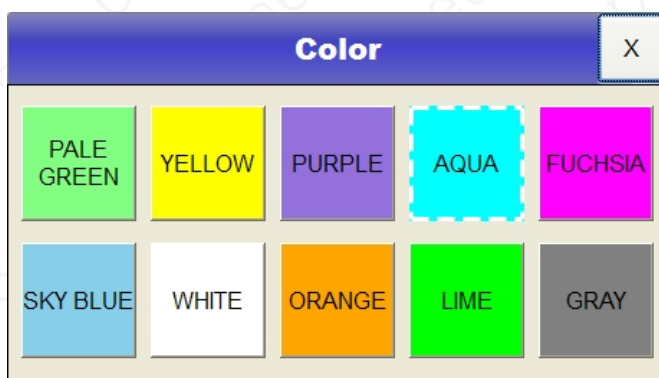 Color
X
PALE
GREEN
YELLOW
PURPLE
AQUA
FUCHSIA
SKY BLUE
WHITE
ORANGE
LIME
GRAY